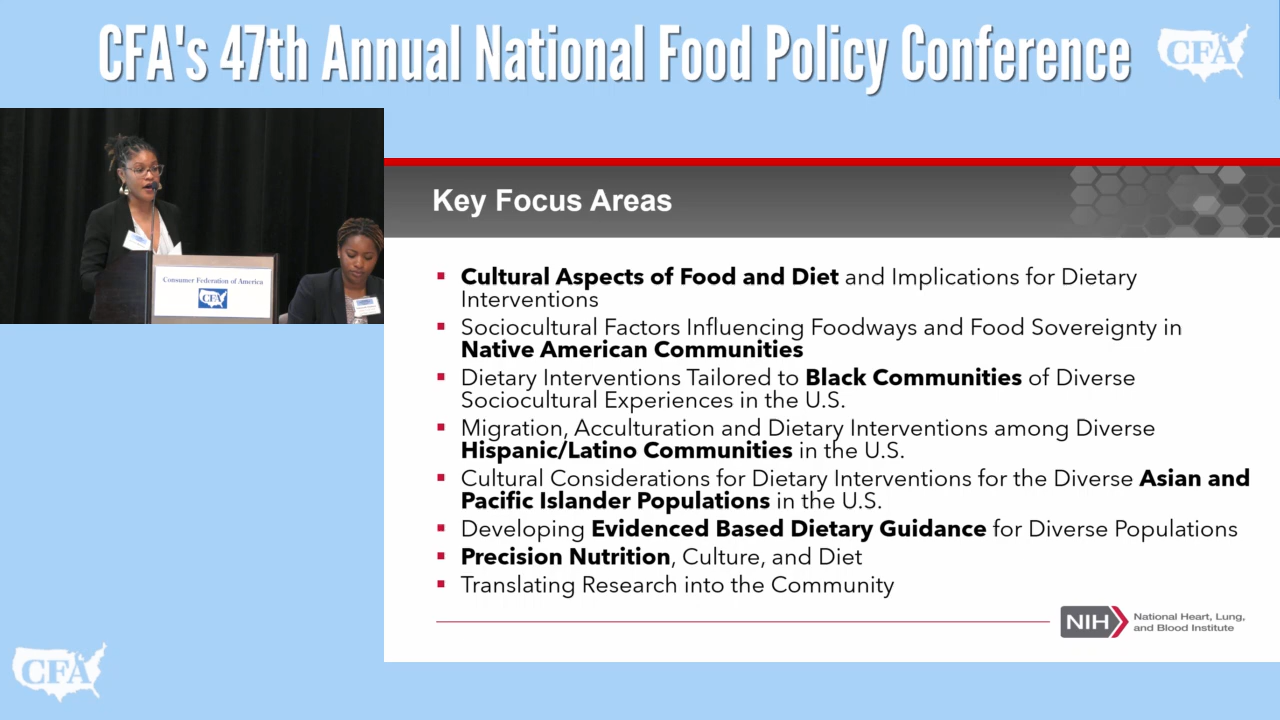 CFA's 47th Annual National Food Policy Conference
CFA
Consumer Federation of America
CFA
Key Focus Areas
Cultural Aspects of Food and Diet and Implications for Dietary
Interventions
Sociocultural Factors Influencing Foodways and Food Sovereignty in
Native American Communities
Dietary Interventions Tailored to Black Communities of Diverse
Sociocultural Experiences in the U.S.
Migration, Acculturation and Dietary Interventions among Diverse
Hispanic/Latino Communities in the U.S.
Cultural Considerations for Dietary Interventions for the Diverse Asian and
Pacific Islander Populations in the U.S.
Developing Evidenced Based Dietary Guidance for Diverse Populations
Precision Nutrition, Culture, and Diet
Translating Research into the Community
NIH
National Heart, Lung,
and Blood Institute
CFA